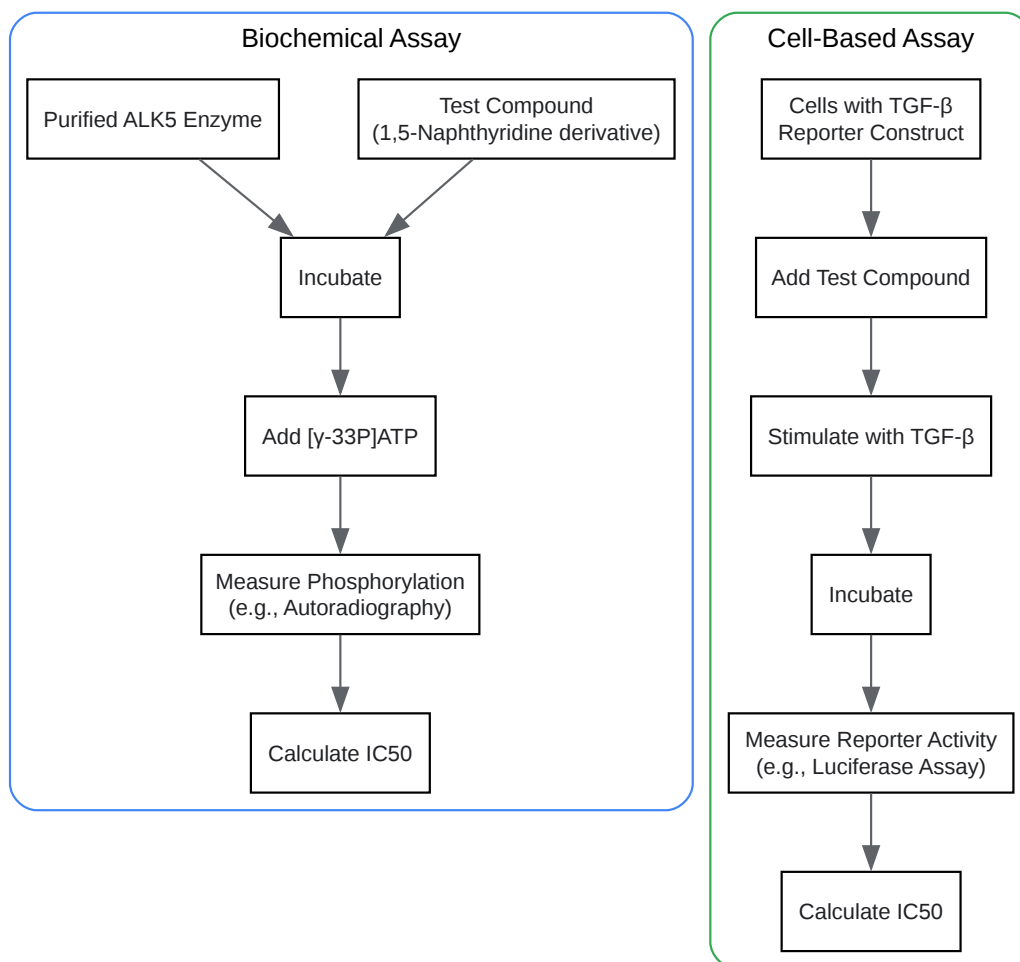 Biochemical Assay
Purified ALK5 Enzyme
Test Compound
(1,5-Naphthyridine derivative)
Incubate
Add [γ-33P]ATP
Measure Phosphorylation
(e.g., Autoradiography)
Calculate IC50
Cell-Based Assay
Cells with TGF-β
Reporter Construct
Add Test Compound
Stimulate with TGF-β
Incubate
Measure Reporter Activity
(e.g., Luciferase Assay)
Calculate IC50